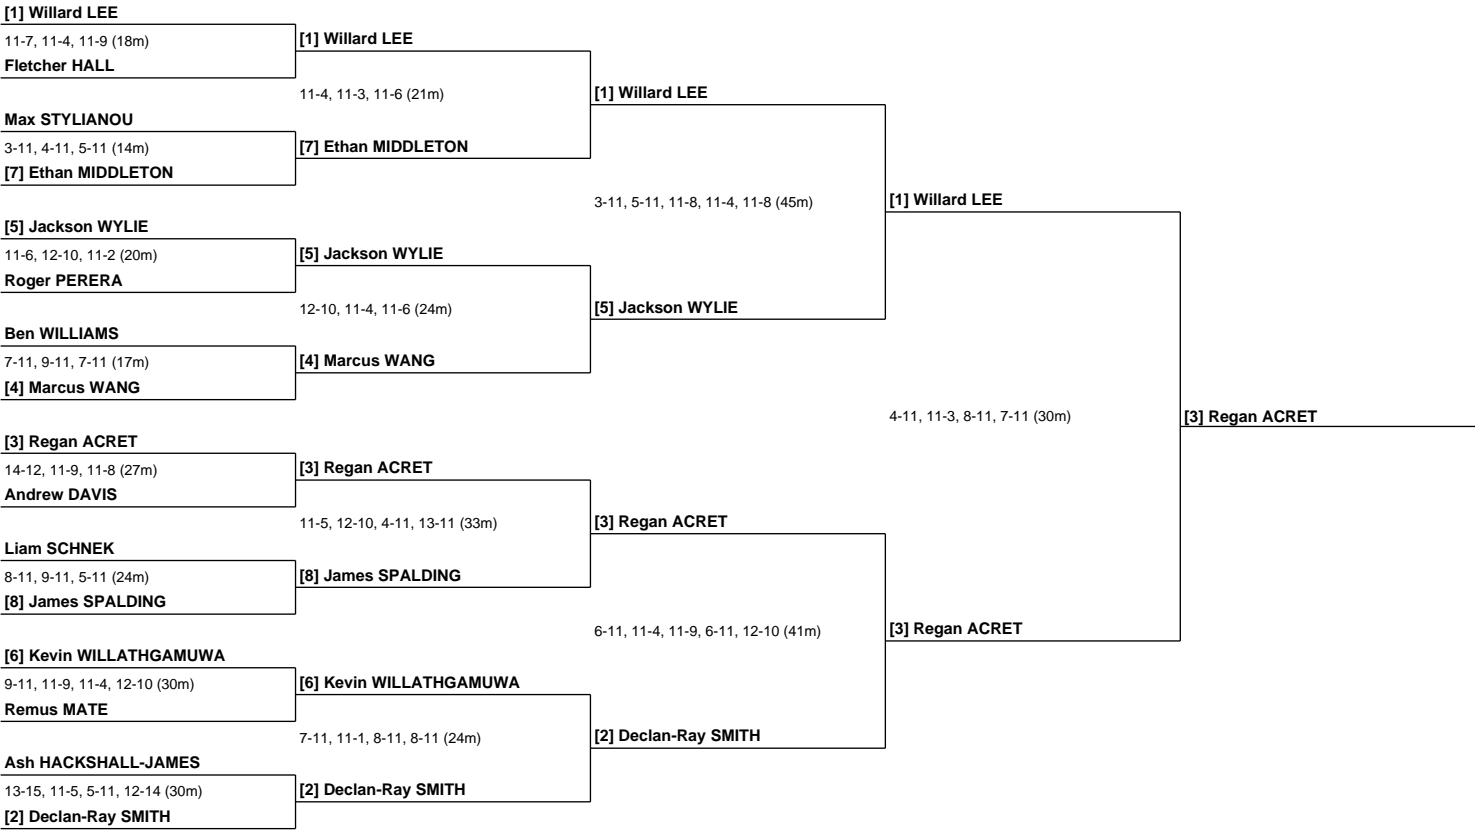 [1] Willard LEE
11-7, 11-4, 11-9 (18m)
Fletcher HALL
Max STYLIANOU
3-11, 4-11, 5-11 (14m)
[7] Ethan MIDDLETON
[5] Jackson WYLIE
11-6, 12-10, 11-2 (20m)
Roger PERERA
Ben WILLIAMS
7-11, 9-11, 7-11 (17m)
[4] Marcus WANG
[3] Regan ACRET
14-12, 11-9, 11-8 (27m)
Andrew DAVIS
Liam SCHNEK
8-11, 9-11, 5-11 (24m)
[8] James SPALDING
[6] Kevin WILLATHGAMUWA
9-11, 11-9, 11-4, 12-10 (30m)
Remus MATE
Ash HACKSHALL-JAMES
13-15, 11-5, 5-11, 12-14 (30m)
[2] Declan-Ray SMITH
[1] Willard LEE
11-4, 11-3, 11-6 (21m)
[7] Ethan MIDDLETON
[5] Jackson WYLIE
12-10, 11-4, 11-6 (24m)
[4] Marcus WANG
[3] Regan ACRET
11-5, 12-10, 4-11, 13-11 (33m)
[8] James SPALDING
[6] Kevin WILLATHGAMUWA
7-11, 11-1, 8-11, 8-11 (24m)
[2] Declan-Ray SMITH
[1] Willard LEE
3-11, 5-11, 11-8, 11-4, 11-8 (45m)
[5] Jackson WYLIE
[3] Regan ACRET
6-11, 11-4, 11-9, 6-11, 12-10 (41m)
[2] Declan-Ray SMITH
[1] Willard LEE
4-11, 11-3, 8-11, 7-11 (30m)
[3] Regan ACRET
[3] Regan ACRET